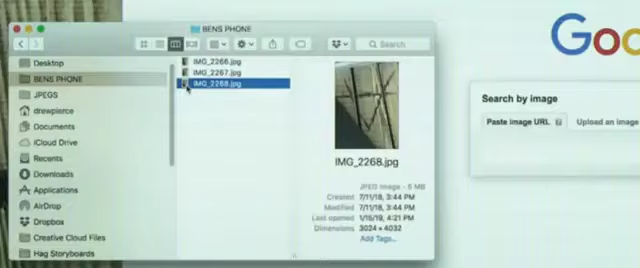 BENS PHONE
Search
Desktop
BENS PHONE
JPEGS
drewpierce
Documents
iCloud Drive
Recents
Downloads
Applications
AirDrop
Dropbox
Creative Cloud Files
Hag Storyboards
IMG_2266.jpg
IMG_2267.jpg
IMG_2268.jpg
IMG_2268.jpg
JPEG image - 5 MB
Created 7/11/18, 3:44 PM
Modified 7/11/18, 3:44 PM
Last opened 1/15/19, 4:21 PM
Dimensions 3024 × 4032
Add Tags...
Goo
Search by image
Paste image URL
Upload an image